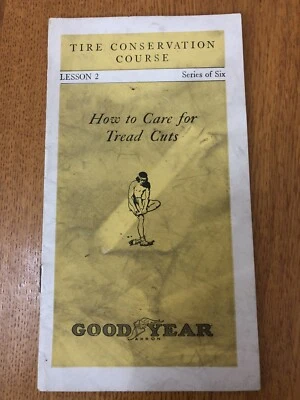 TIRE CONSERVATION
COURSE
LESSON 2 Series of Six
How to Care for
Tread Cuts
GOOD YEAR
AKRON